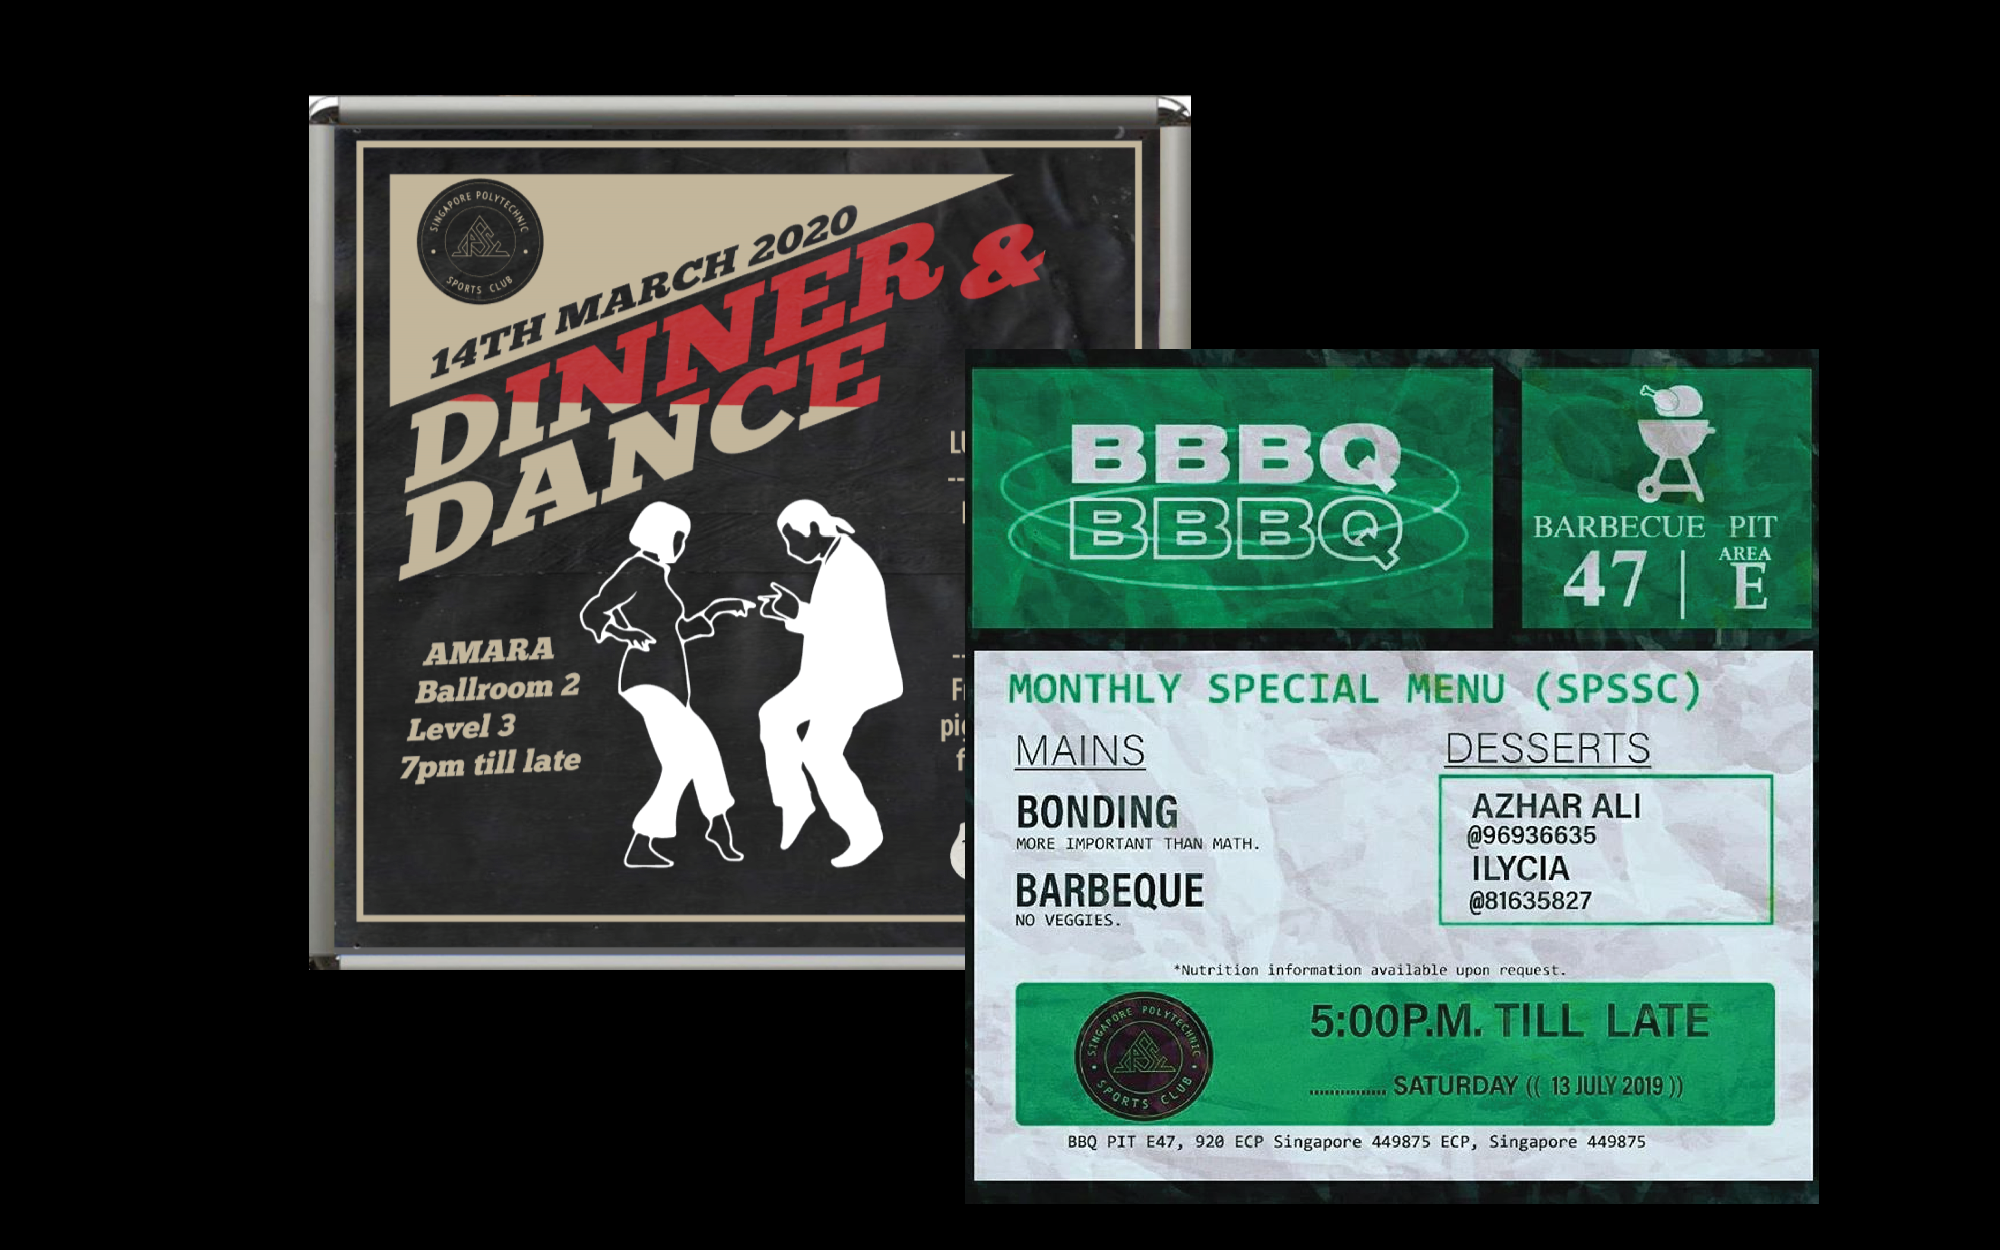 SINGAPORE POLYTECHNIC
SPORTS CLUB
14TH MARCH 2020
DINNER &
DANCE
AMARA
Ballroom 2
Level 3
7pm till late
BBBQ
BBBQ
BARBECUE PIT
47 | AREA E
MONTHLY SPECIAL MENU (SPSSC)
MAINS
BONDING
MORE IMPORTANT THAN MATH.
BARBEQUE
NO VEGGIES.
DESSERTS
AZHAR ALI
@96936635
ILYCIA
@81635827
*Nutrition information available upon request.
SINGAPORE POLYTECHNIC
SPORTS CLUB
5:00P.M. TILL LATE
............... SATURDAY (( 13 JULY 2019 ))
BBQ PIT E47, 920 ECP Singapore 449875 ECP, Singapore 449875